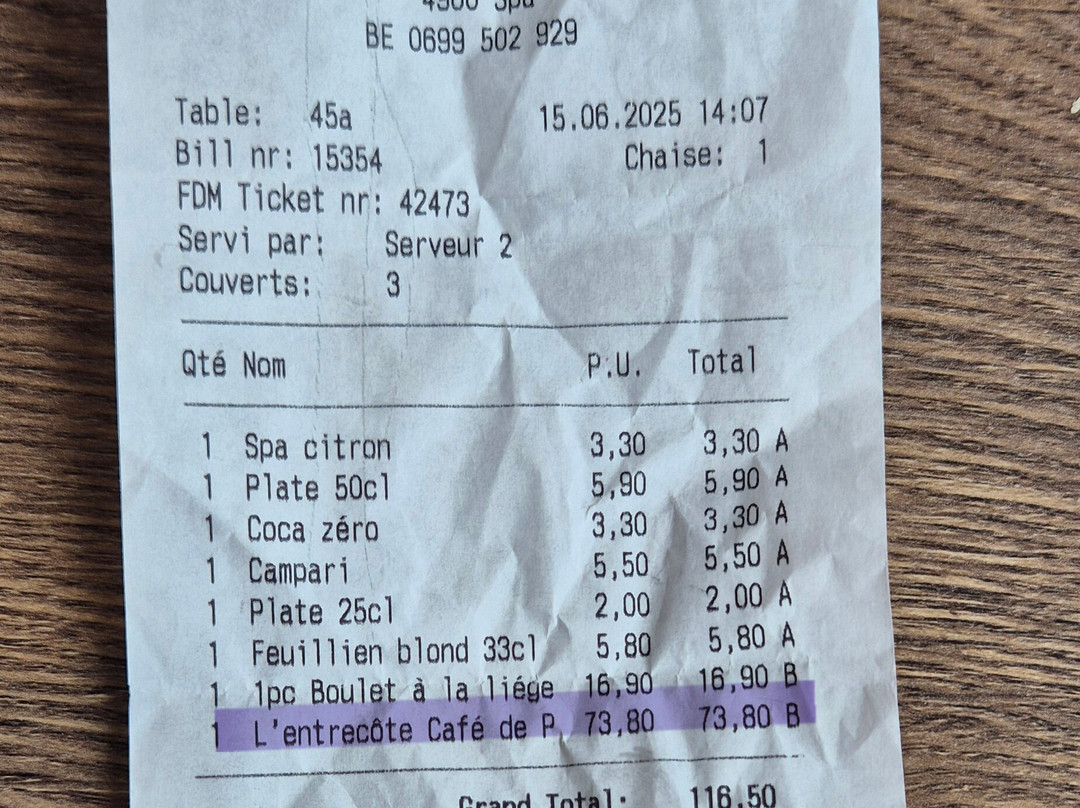 4900 Spa
BE 0699 502 929
Table: 45a 15.06.2025 14:07
Bill nr: 15354 Chaise: 1
FDM Ticket nr: 42473
Servi par: Serveur 2
Couverts: 3
Qté Nom P.U. Total
1 Spa citron 3,30 3,30 A
1 Plate 50cl 5,90 5,90 A
1 Coca zéro 3,30 3,30 A
1 Campari 5,50 5,50 A
1 Plate 25cl 2,00 2,00 A
1 Feuillien blond 33cl 5,80 5,80 A
1 1pc Boulet à la liége 16,90 16,90 B
1 L'entrecôte Café de P. 73,80 73,80 B
Grand Total: 116,50